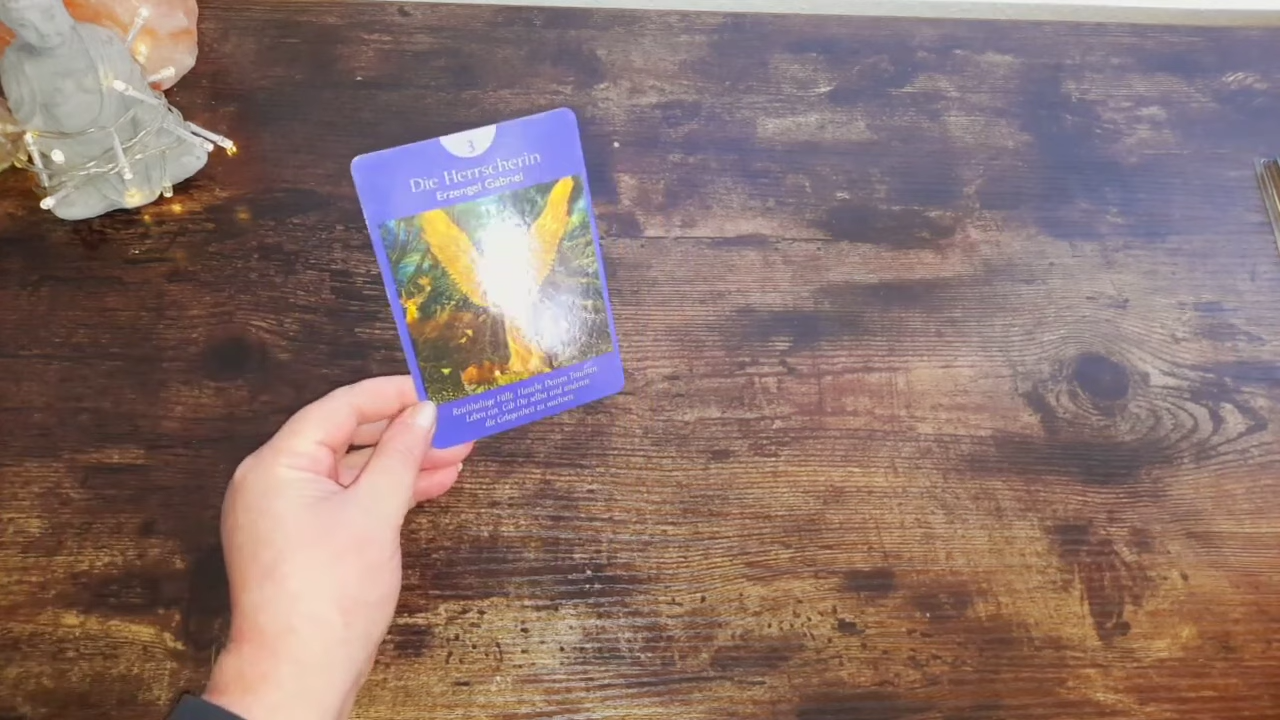 3
Die Herrscherin
Erzengel Gabriel
Reichhaltige Fülle. Hauche Deinen Träumen
Leben ein. Gib Dir selbst und anderen
die Gelegenheit zu wachsen